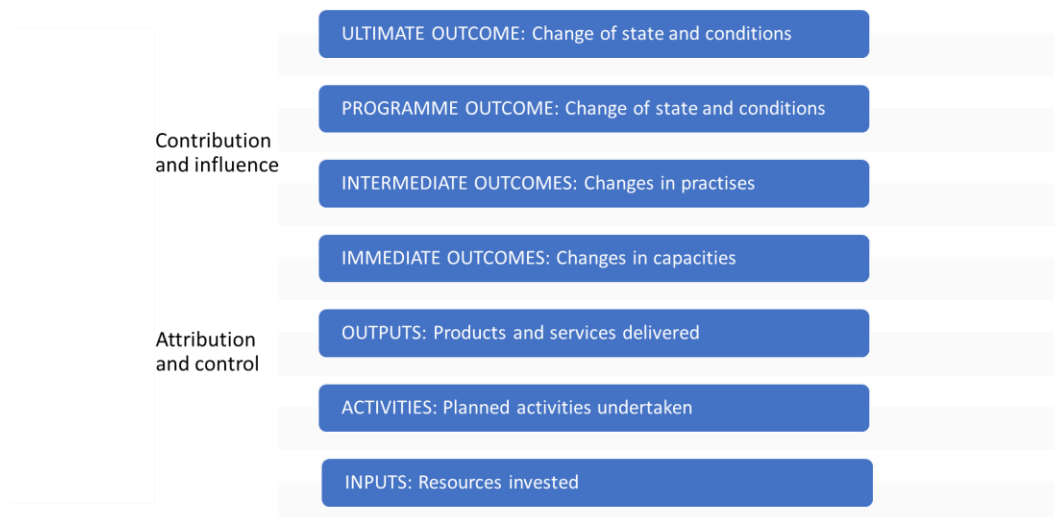 ULTIMATE OUTCOME: Change of state and conditions
PROGRAMME OUTCOME: Change of state and conditions
Contribution
and influence
INTERMEDIATE OUTCOMES: Changes in practises
IMMEDIATE OUTCOMES: Changes in capacities
OUTPUTS: Products and services delivered
Attribution
and control
ACTIVITIES: Planned activities undertaken
INPUTS: Resources invested